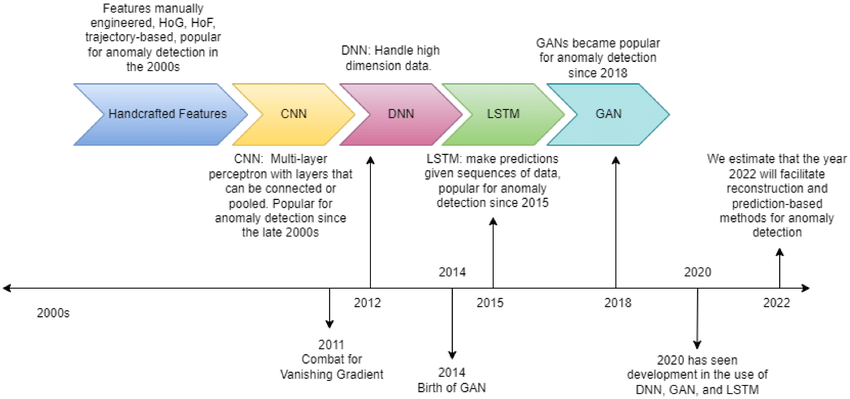 Features manually
engineered, HoG, HoF,
trajectory-based, popular
for anomaly detection in
the 2000s
DNN: Handle high
dimension data.
GANs became popular
for anomaly detection
since 2018
Handcrafted Features
CNN
DNN
LSTM
GAN
CNN: Multi-layer
perceptron with layers that
can be connected or
pooled. Popular for
anomaly detection since
the late 2000s
LSTM: make predictions
given sequences of data,
popular for anomaly
detection since 2015
We estimate that the year
2022 will facilitate
reconstruction and
prediction-based
methods for anomaly
detection
2014
2020
2000s
2012
2015
2018
2022
2011
Combat for
Vanishing Gradient
2014
Birth of GAN
2020 has seen
development in the use of
DNN, GAN, and LSTM